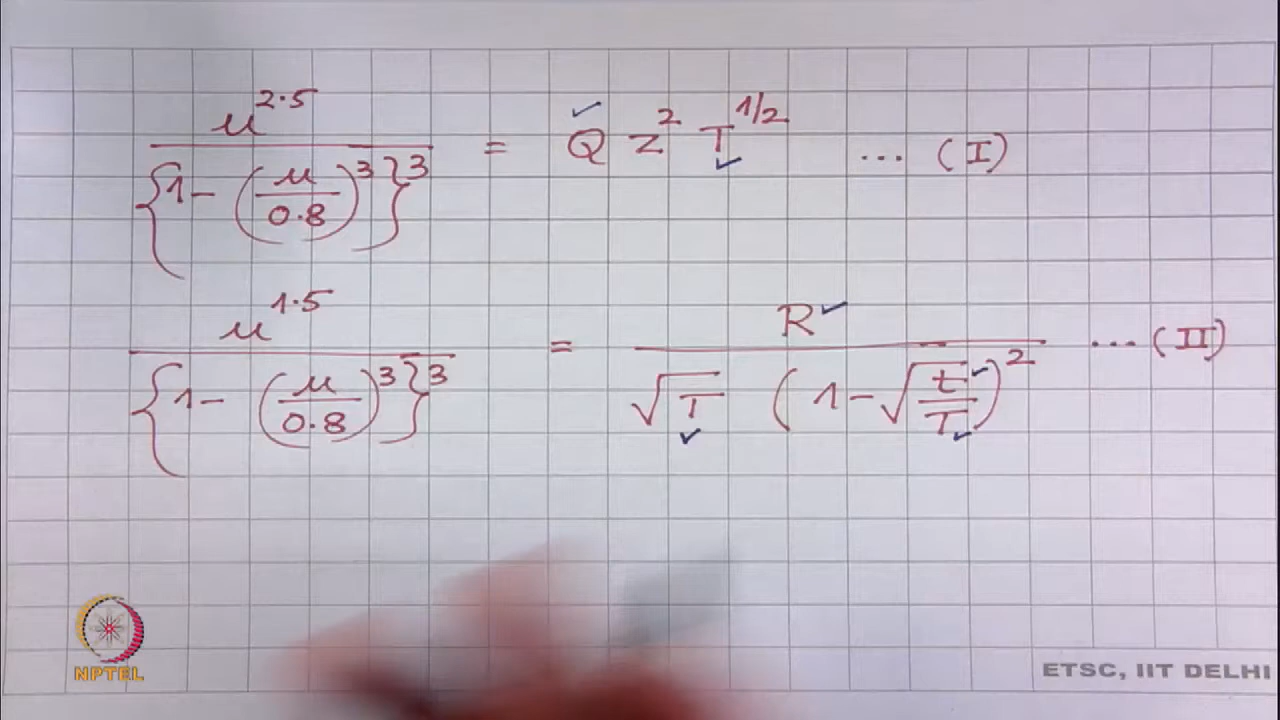 μ^2.5 / {1 - (μ/0.8)^3}^3 = Q z^2 T^1/2 ... (I)
μ^1.5 / {1 - (μ/0.8)^3}^3 = R / √T (1 - √(t/T))^2 ... (II)
NPTEL
ETSC, IIT DELHI